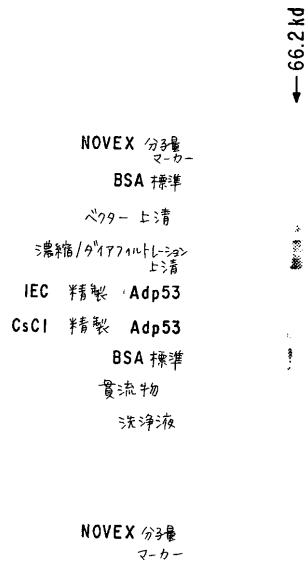 66.2 kd
NOVEX 分子量
マーカー
BSA 標準
ベクター 上清
濃縮/ダイアフィルトレーション
上清
IEC 精製 Adp53
CsCl 精製 Adp53
BSA 標準
貫流物
洗浄液
NOVEX 分子量
マーカー